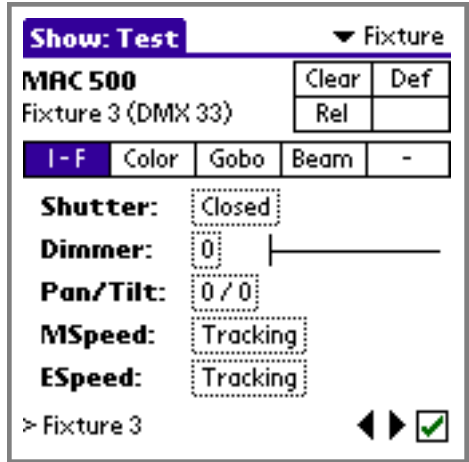 Show: Test Fixture
MAC 500 Clear Def
Fixture 3 (DMX 33) Rel
I-F Color Gobo Beam -
Shutter: Closed
Dimmer: 0
Pan/Tilt: 0 / 0
MSpeed: Tracking
ESpeed: Tracking
> Fixture 3